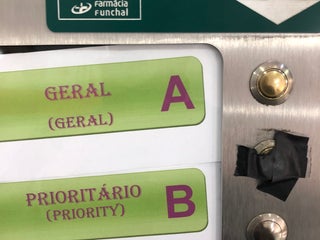 Farmácia
Funchal
GERAL
(GERAL)
A
PRIORITÁRIO
(PRIORITY)
B